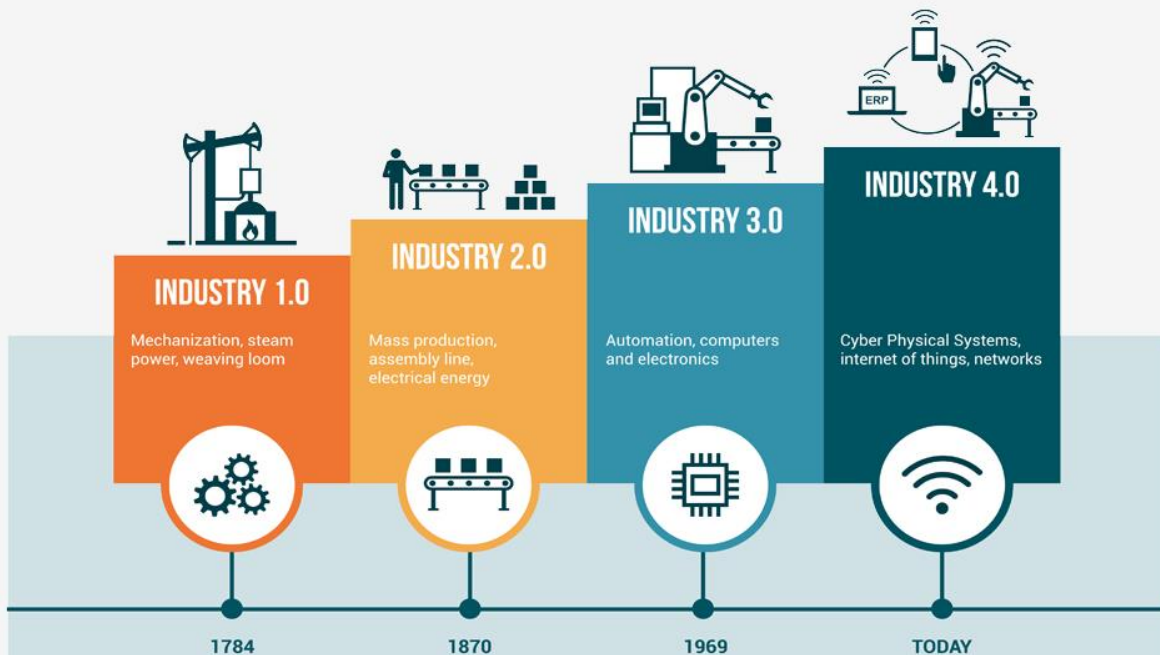 ERP
INDUSTRY 1.0
Mechanization, steam
power, weaving loom
INDUSTRY 2.0
Mass production,
assembly line,
electrical energy
INDUSTRY 3.0
Automation, computers
and electronics
INDUSTRY 4.0
Cyber Physical Systems,
internet of things, networks
1784
1870
1969
TODAY